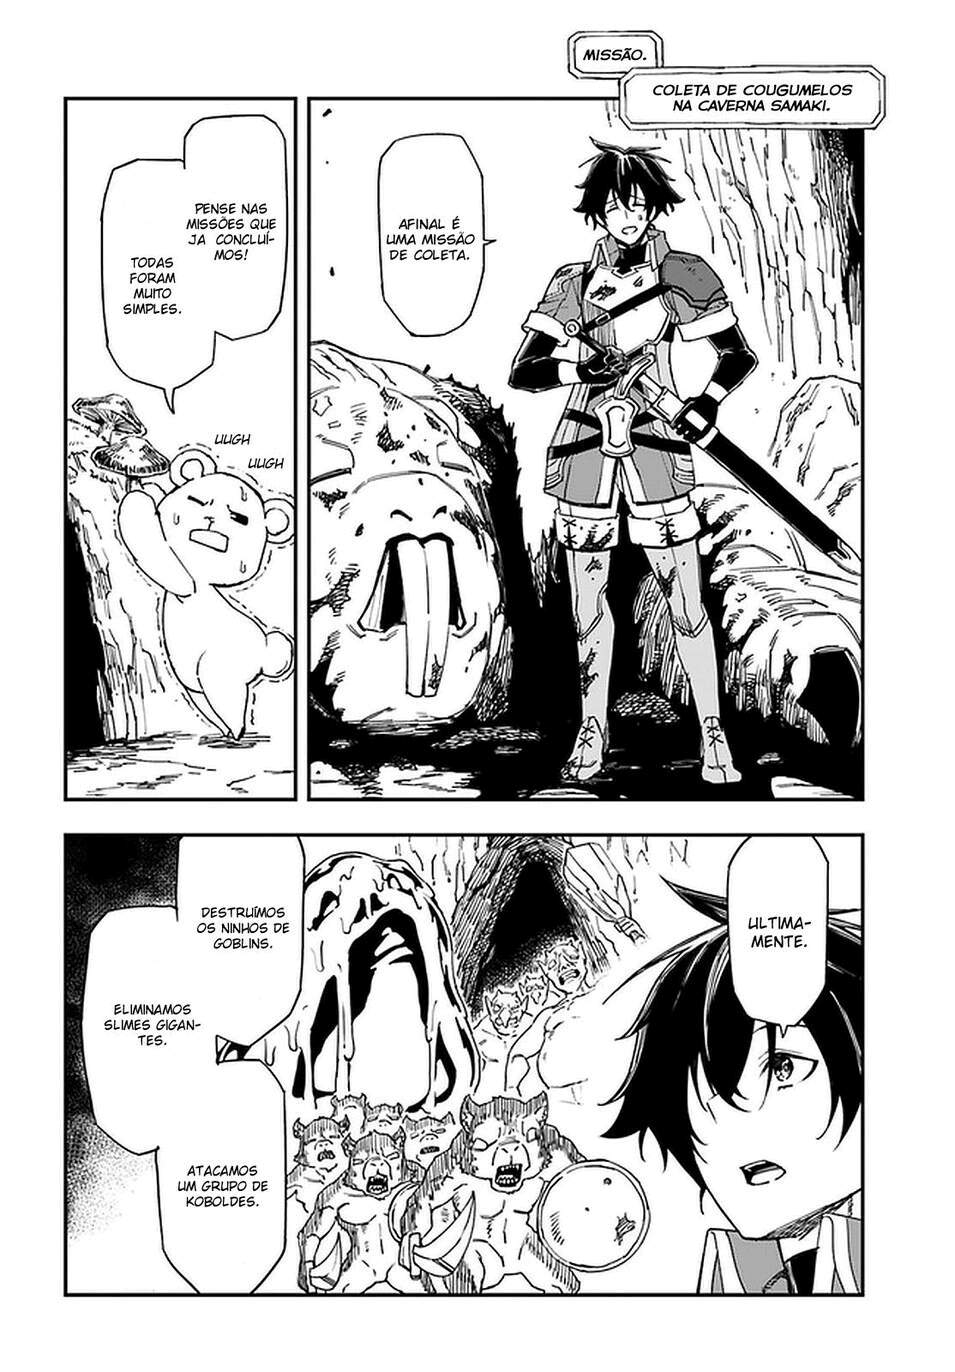 MISSÃO.
COLETA DE COUGUMELOS
NA CAVERNA SAMAKI.
AFINAL É
UMA MISSÃO
DE COLETA.
PENSE NAS
MISSÕES QUE
JA CONCLUÍ-
MOS!
TODAS
FORAM
MUITO
SIMPLES.
UUGH
UUGH
ULTIMA-
MENTE.
DESTRUÍMOS
OS NINHOS DE
GOBLINS.
ELIMINAMOS
SLIMES GIGAN-
TES.
ATACAMOS
UM GRUPO DE
KOBOLDES.